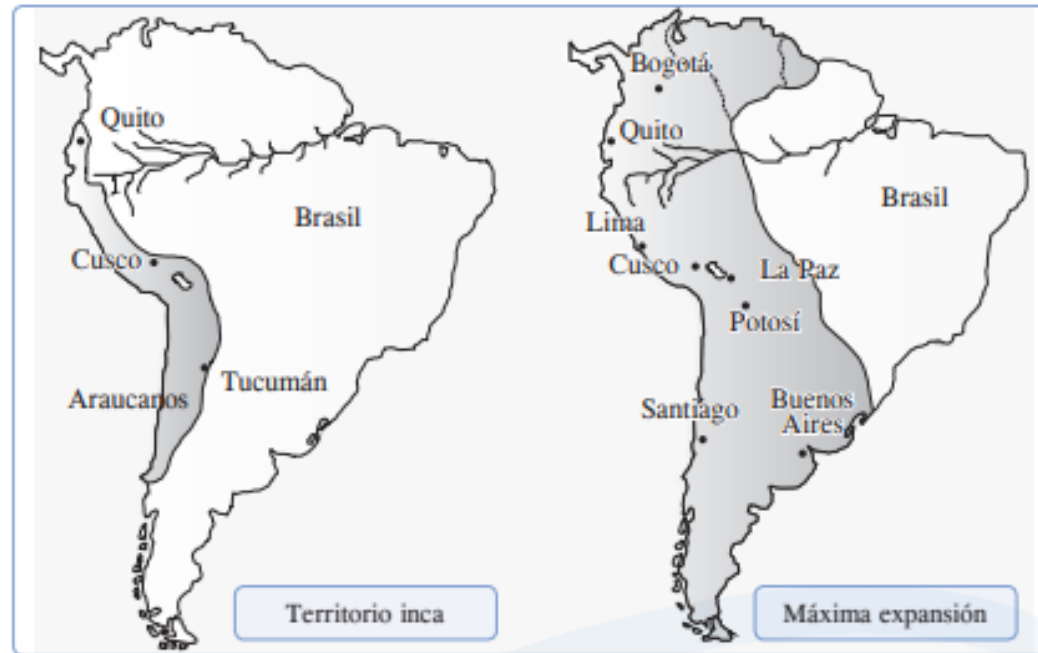 Quito
Brasil
Cusco
Tucumán
Araucanos
Territorio inca
Bogotá
Quito
Brasil
Lima
Cusco
La Paz
Potosí
Santiago
Buenos
Aires
Máxima expansión